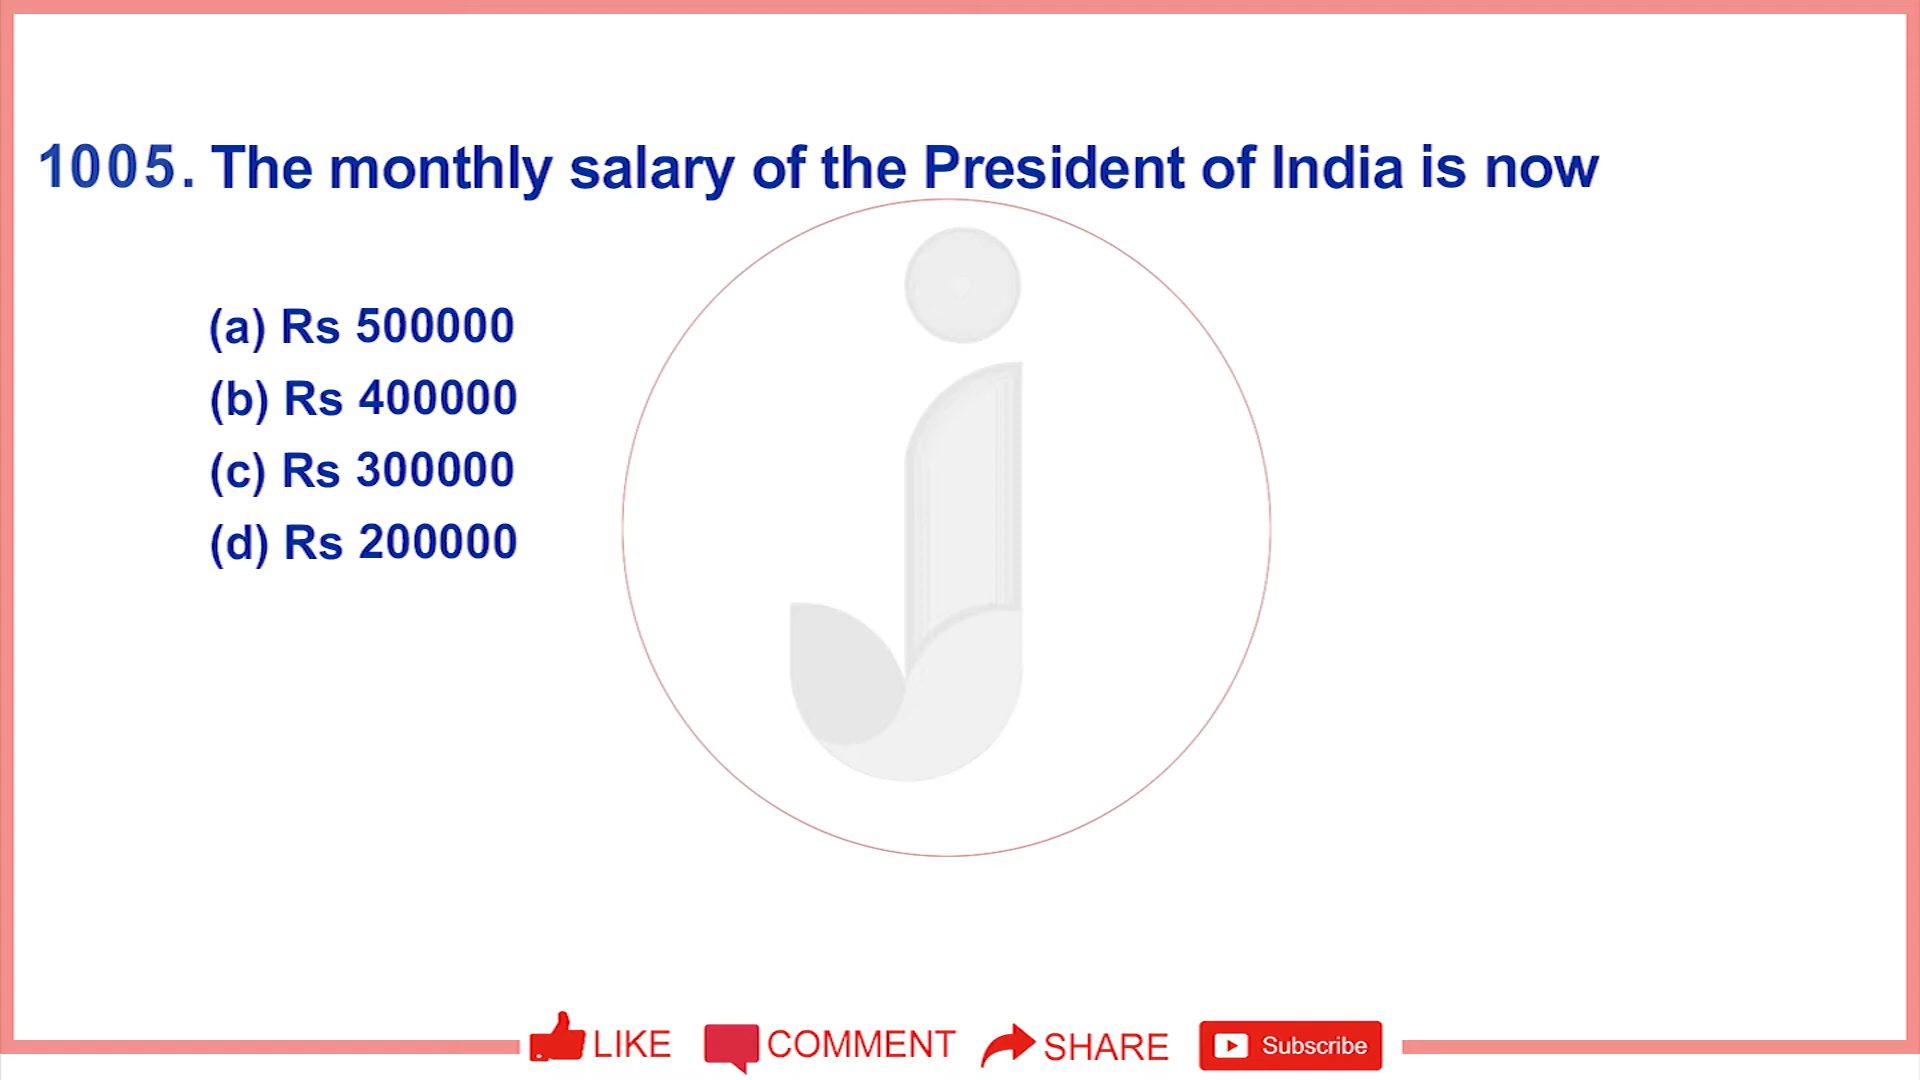 1005. The monthly salary of the President of India is now
(a) Rs 500000
(b) Rs 400000
(c) Rs 300000
(d) Rs 200000
LIKE COMMENT SHARE Subscribe